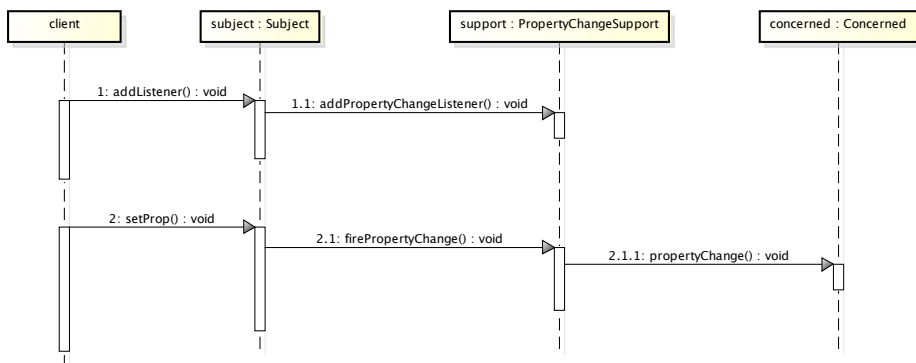 client
subject : Subject
support : PropertyChangeSupport
concerned : Concerned
1: addListener() : void
1.1: addPropertyChangeListener() : void
2: setProp() : void
2.1: firePropertyChange() : void
2.1.1: propertyChange() : void